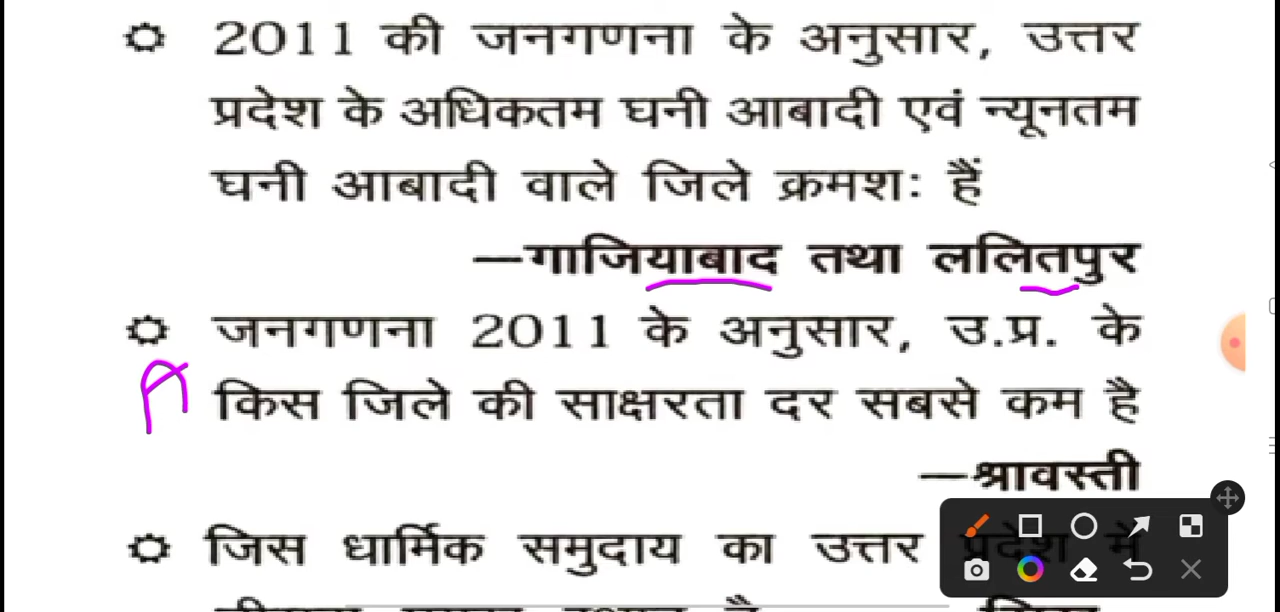 2011 की जनगणना के अनुसार, उत्तर
प्रदेश के अधिकतम घनी आबादी एवं न्यूनतम
घनी आबादी वाले जिले क्रमशः हैं
—गाजियाबाद तथा ललितपुर
जनगणना 2011 के अनुसार, उ.प्र. के
A किस जिले की साक्षरता दर सबसे कम है
—श्रावस्ती
जिस धार्मिक समुदाय का उत्तर प्रदेश में